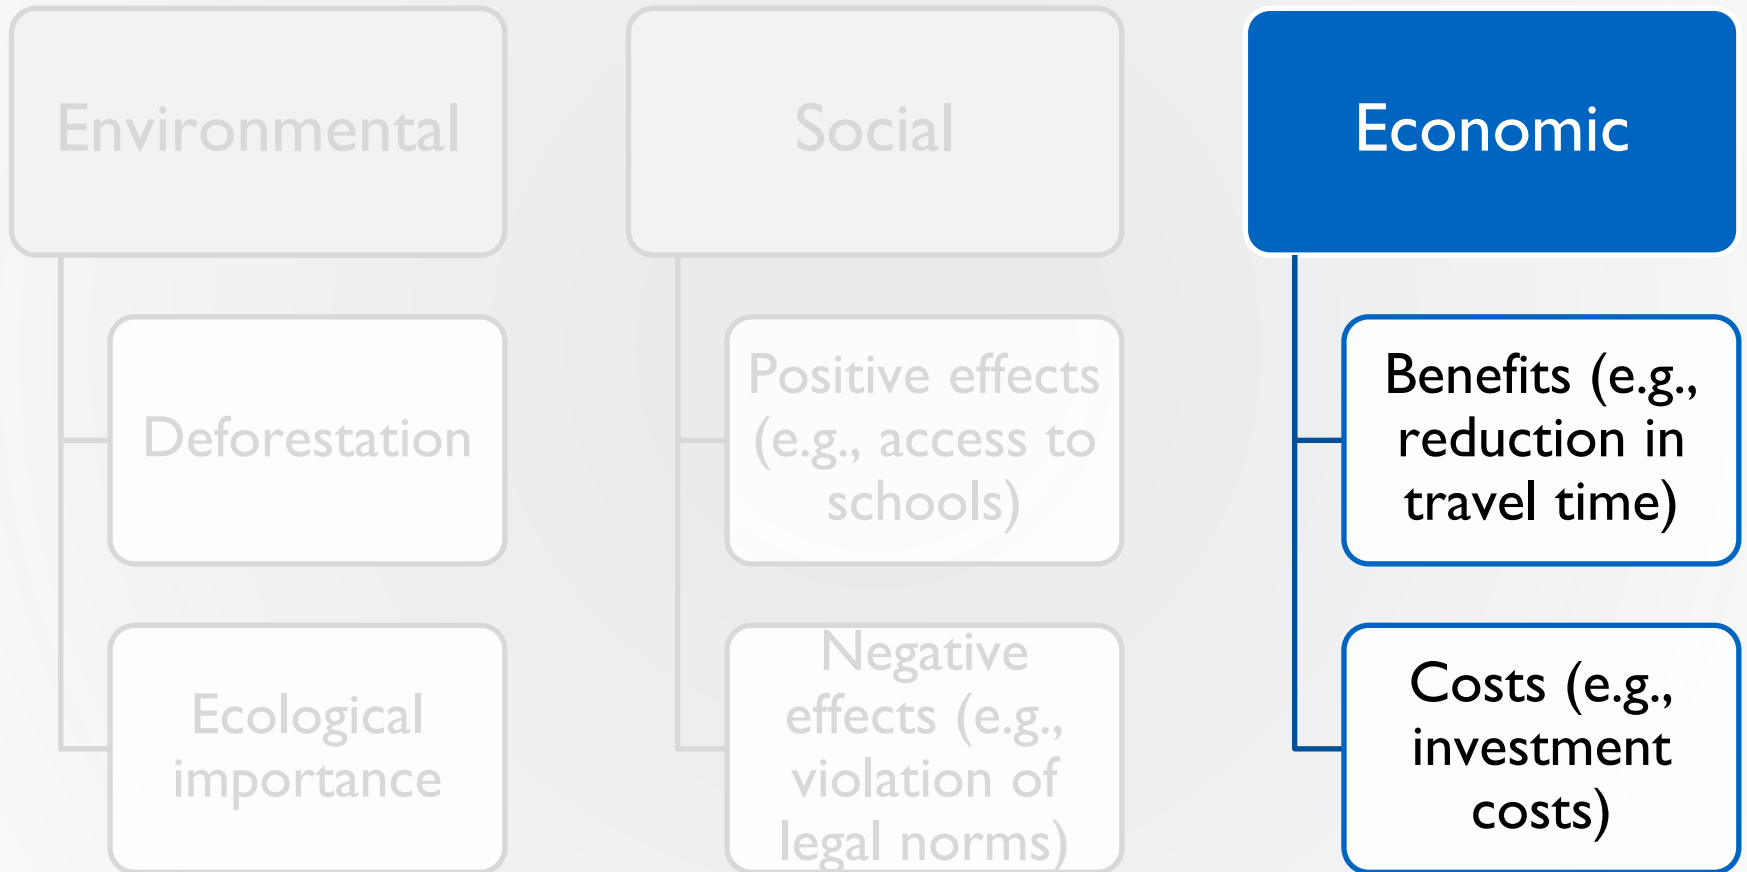 Environmental
Deforestation
Ecological
importance
Social
Positive effects
(e.g., access to
schools)
Negative
effects (e.g.,
violation of
legal norms)
Economic
Benefits (e.g.,
reduction in
travel time)
Costs (e.g.,
investment
costs)